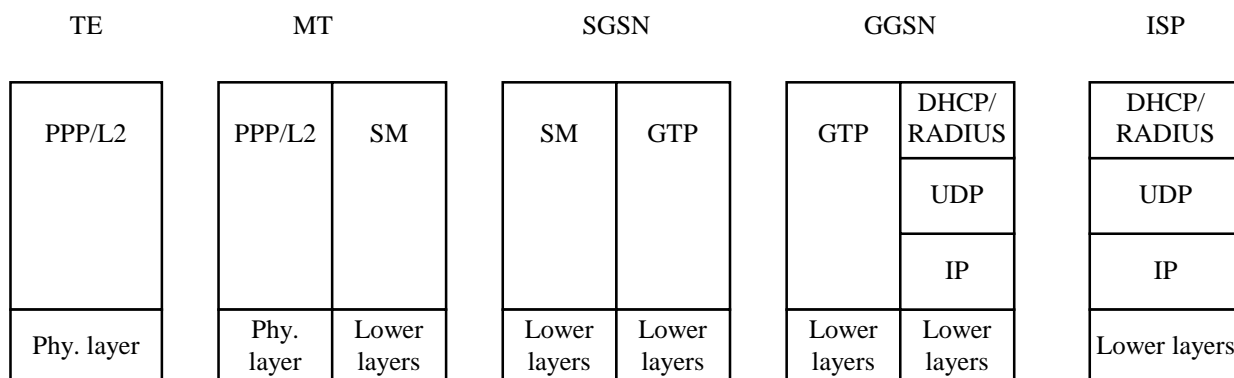 TE MT SGSN GGSN ISP
PPP/L2 PPP/L2 SM SM GTP GTP DHCP/ RADIUS DHCP/ RADIUS
UDP UDP
IP IP
Phy. layer Phy. layer Lower layers Lower layers Lower layers Lower layers Lower layers Lower layers